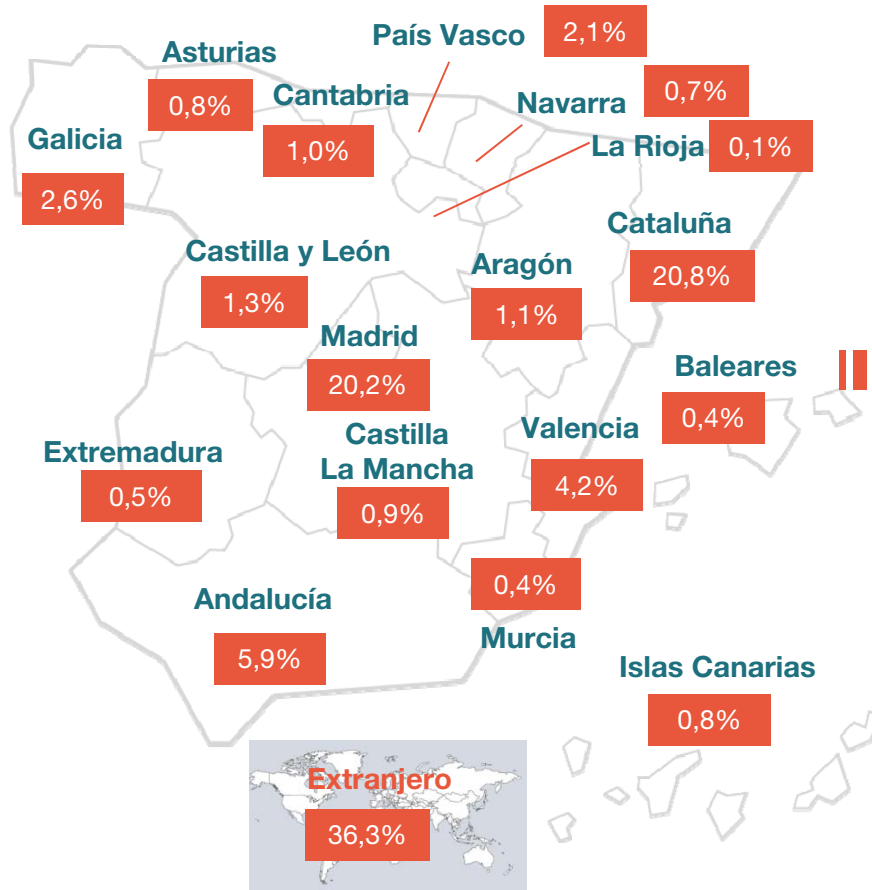 País Vasco
2,1%
Asturias
0,8%
Cantabria
1,0%
Navarra
0,7%
La Rioja
0,1%
Galicia
2,6%
Cataluña
20,8%
Castilla y León
1,3%
Aragón
1,1%
Madrid
20,2%
Baleares
0,4%
Extremadura
0,5%
Castilla
La Mancha
0,9%
Valencia
4,2%
Andalucía
5,9%
0,4%
Murcia
Islas Canarias
0,8%
Extranjero
36,3%